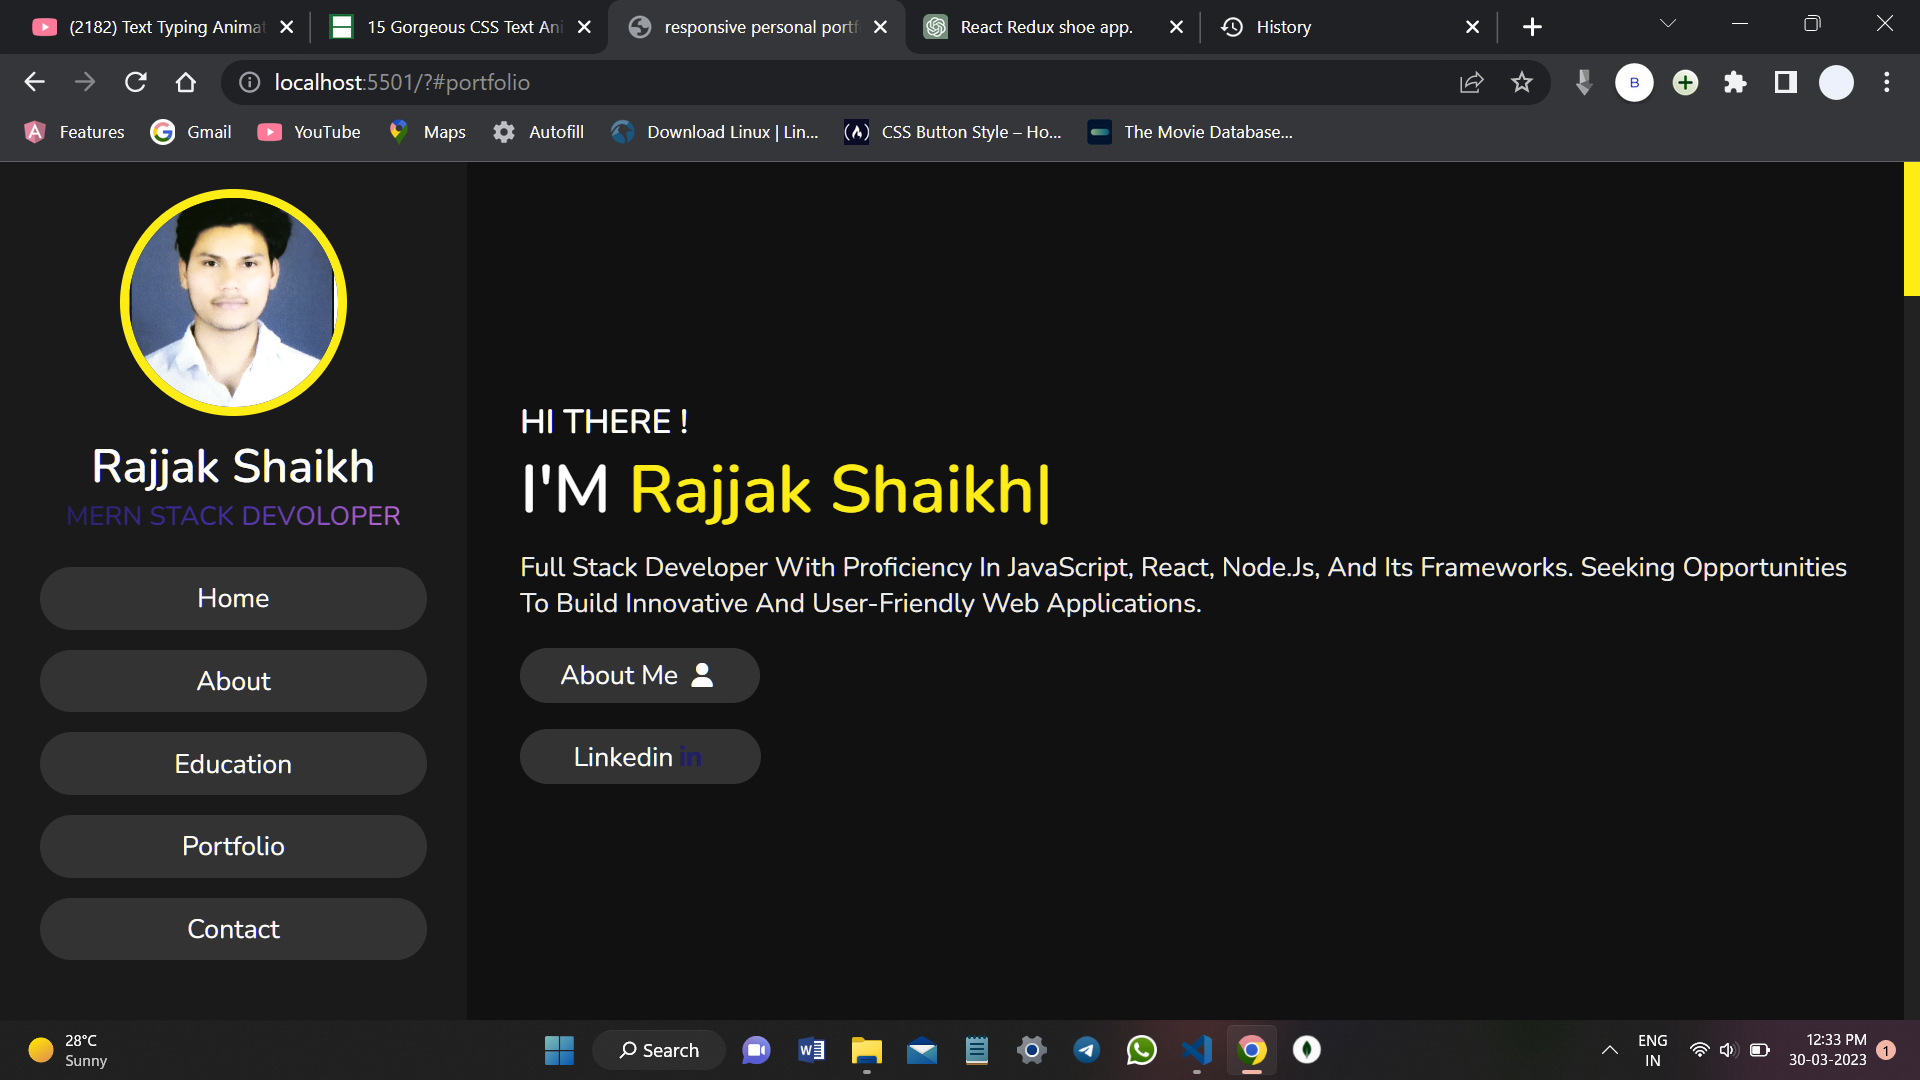 (2182) Text Typing Animat
15 Gorgeous CSS Text Ani
responsive personal portf
React Redux shoe app.
History
localhost:5501/?#portfolio
B
Features
Gmail
YouTube
Maps
Autofill
Download Linux | Lin...
CSS Button Style – Ho...
The Movie Database...
Rajjak Shaikh
MERN STACK DEVOLOPER
Home
About
Education
Portfolio
Contact
HI THERE !
I'M Rajjak Shaikh|
Full Stack Developer With Proficiency In JavaScript, React, Node.Js, And Its Frameworks. Seeking Opportunities
To Build Innovative And User-Friendly Web Applications.
About Me
Linkedin in
28°C
Sunny
Search
ENG
IN
12:33 PM
30-03-2023
1